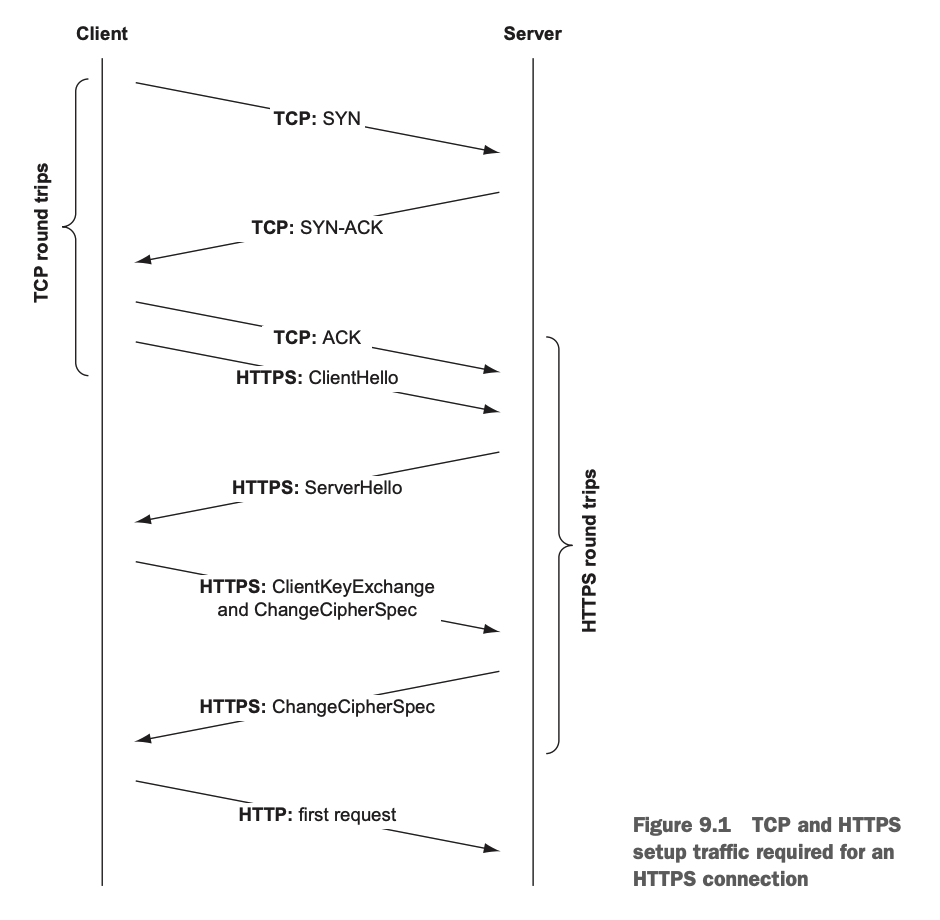 Client
Server
TCP: SYN
TCP: SYN-ACK
TCP round trips
TCP: ACK
HTTPS: ClientHello
HTTPS: ServerHello
HTTPS round trips
HTTPS: ClientKeyExchange
and ChangeCipherSpec
HTTPS: ChangeCipherSpec
HTTP: first request
Figure 9.1 TCP and HTTPS
setup traffic required for an
HTTPS connection